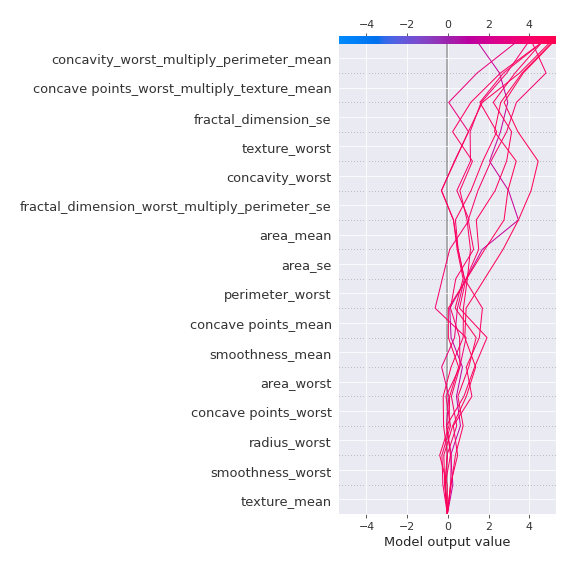 −4 −2 0 2 4
concavity_worst_multiply_perimeter_mean
concave points_worst_multiply_texture_mean
fractal_dimension_se
texture_worst
concavity_worst
fractal_dimension_worst_multiply_perimeter_se
area_mean
area_se
perimeter_worst
concave points_mean
smoothness_mean
area_worst
concave points_worst
radius_worst
smoothness_worst
texture_mean
−4 −2 0 2 4
Model output value